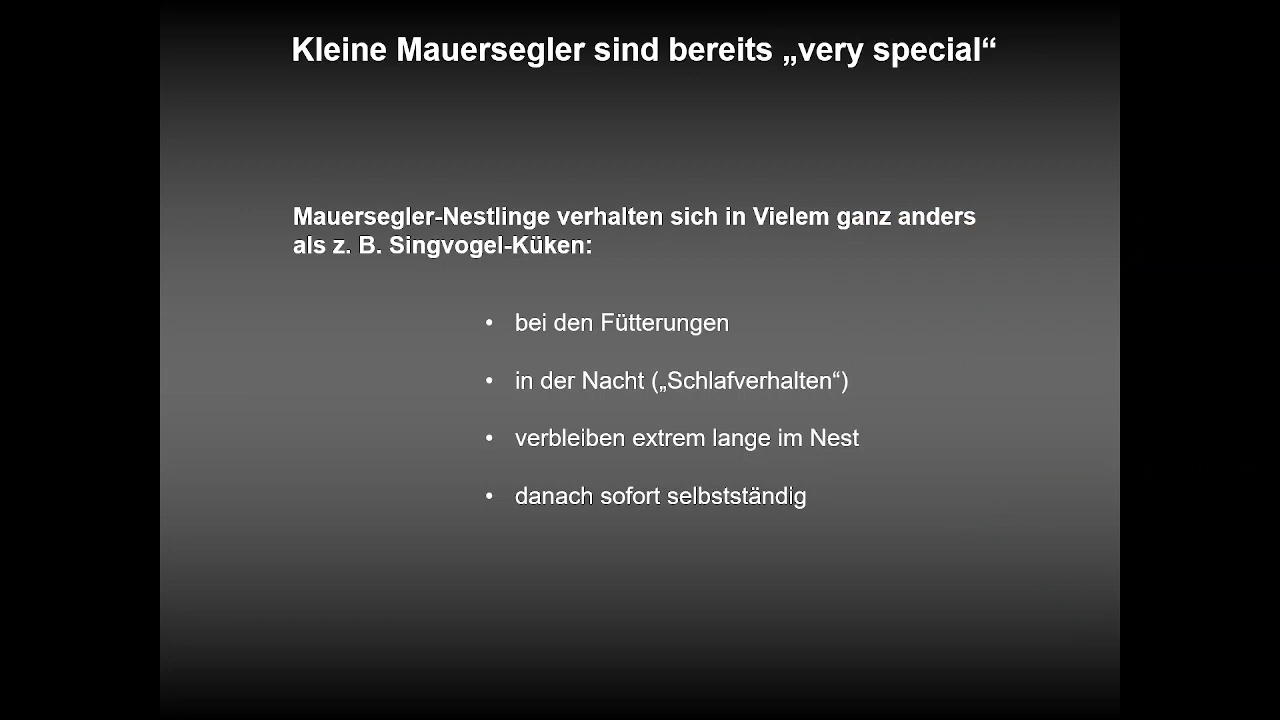 Kleine Mauersegler sind bereits „very special“
Mauersegler-Nestlinge verhalten sich in Vielem ganz anders
als z. B. Singvogel-Küken:
• bei den Fütterungen
• in der Nacht („Schlafverhalten“)
• verbleiben extrem lange im Nest
• danach sofort selbstständig